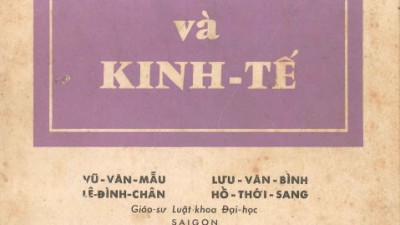 và
KINH-TẾ
VŨ-VĂN-MẪU LƯU-VĂN-BÌNH
LÊ-ĐÌNH-CHÂN HỒ-THỚI-SANG
Giáo-sư Luật-khoa Đại-học
SAIGON